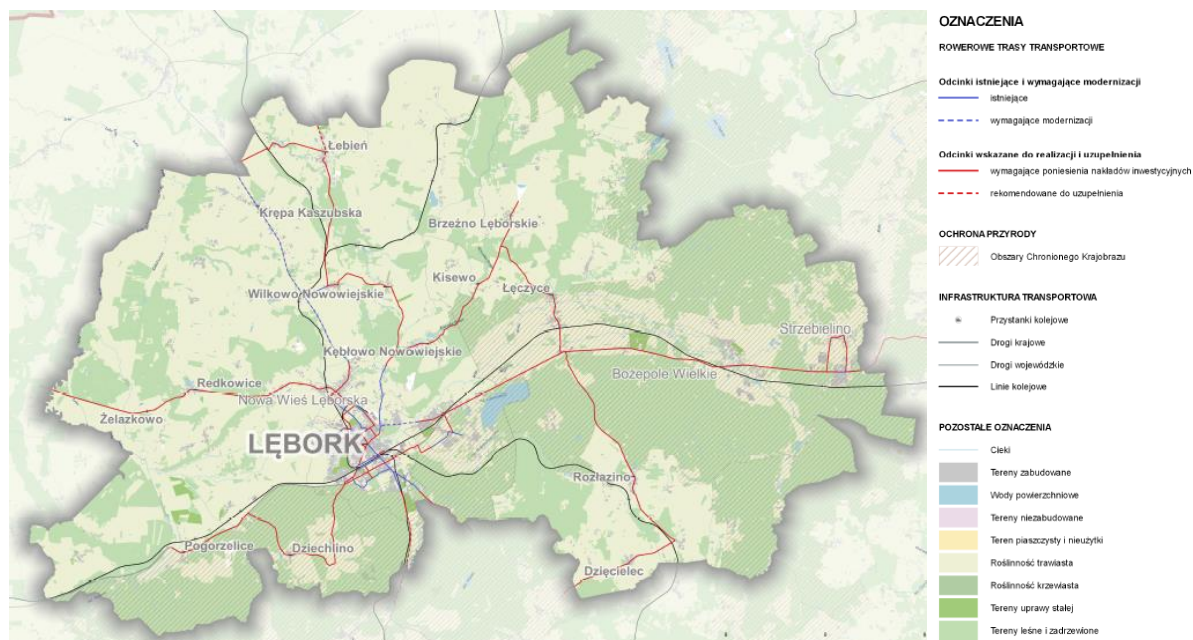 Łebień
Krępa Kaszubska
Brzeźno Lęborskie
Kisewo
Wilkowo Nowowiejskie
Łęczyce
Strzebielino
Kębłowo Nowowiejskie
Bożepole Wielkie
Redkowice
Nowa Wieś Lęborska
Żelazkowo
LĘBORK
Rozłazino
Pogorzelice
Dziechlino
Dzięcielec
OZNACZENIA
ROWEROWE TRASY TRANSPORTOWE
Odcinki istniejące i wymagające modernizacji
istniejące
wymagające modernizacji
Odcinki wskazane do realizacji i uzupełnienia
wymagające poniesienia nakładów inwestycyjnych
rekomendowane do uzupełnienia
OCHRONA PRZYRODY
Obszary Chronionego Krajobrazu
INFRASTRUKTURA TRANSPORTOWA
Przystanki kolejowe
Drogi krajowe
Drogi wojewódzkie
Linie kolejowe
POZOSTAŁE OZNACZENIA
Cieki
Tereny zabudowane
Wody powierzchniowe
Tereny niezabudowane
Teren piaszczysty i nieużytki
Roślinność trawiasta
Roślinność krzewiasta
Tereny uprawy stałej
Tereny leśne i zadrzewione